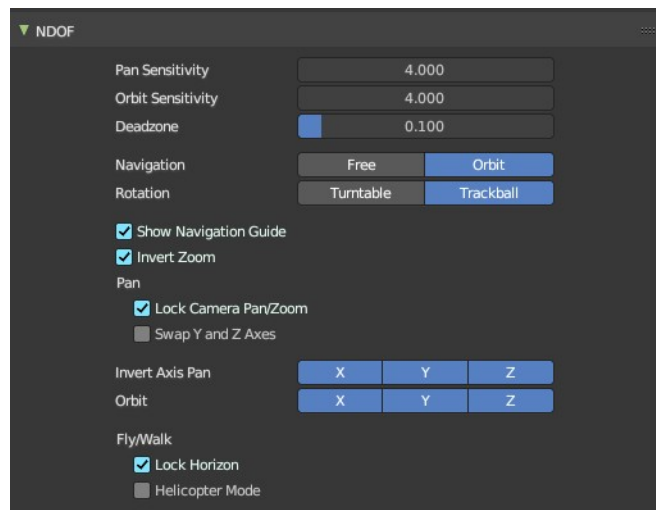 NDOF
Pan Sensitivity 4.000
Orbit Sensitivity 4.000
Deadzone 0.100
Navigation Free Orbit
Rotation Turntable Trackball
Show Navigation Guide
Invert Zoom
Pan
Lock Camera Pan/Zoom
Swap Y and Z Axes
Invert Axis Pan X Y Z
Orbit X Y Z
Fly/Walk
Lock Horizon
Helicopter Mode